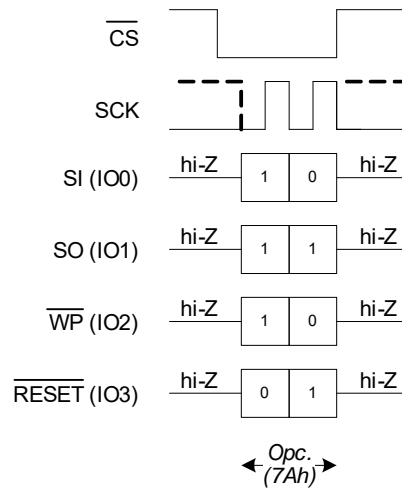 CS
SCK
hi-Z hi-Z
SI (IO0) 1 0
hi-Z hi-Z
SO (IO1) 1 1
hi-Z hi-Z
WP (IO2) 1 0
hi-Z hi-Z
RESET (IO3) 0 1
Opc.
(7Ah)